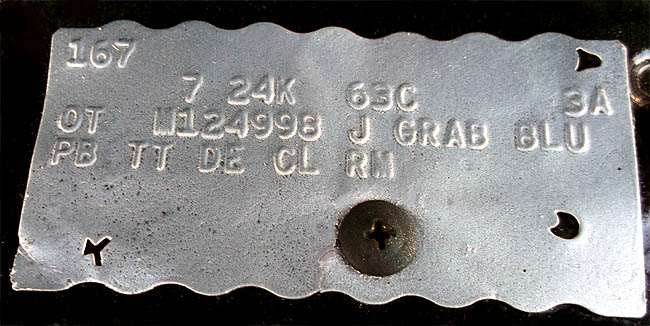 167
7 24K 63C 3A
OT M124998 J GRAB BLU
PB TT DE CL RM